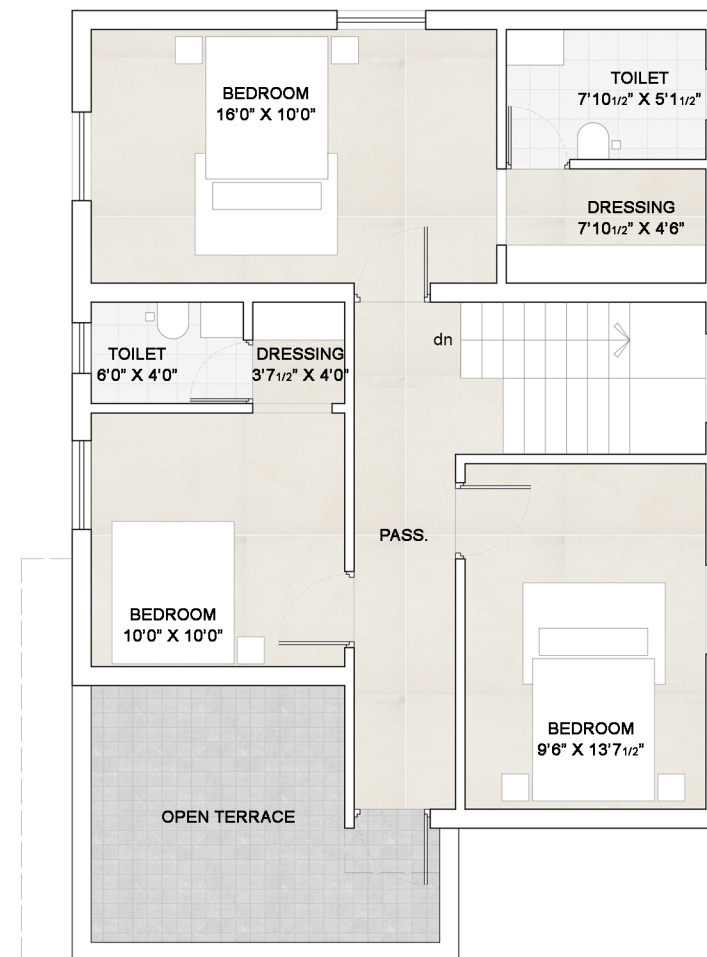 BEDROOM
16'0" X 10'0"
TOILET
7'10 1/2" X 5'1 1/2"
DRESSING
7'10 1/2" X 4'6"
dn
TOILET
6'0" X 4'0"
DRESSING
3'7 1/2" X 4'0"
PASS.
BEDROOM
10'0" X 10'0"
BEDROOM
9'6" X 13'7 1/2"
OPEN TERRACE